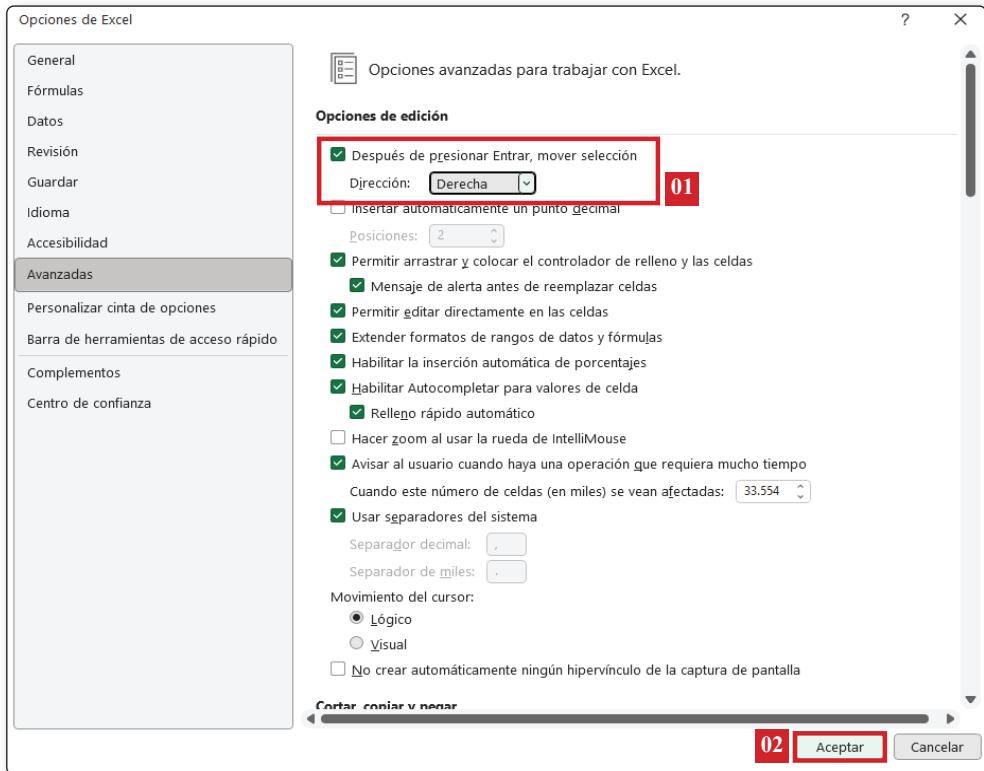 Opciones de Excel
?
General
Fórmulas
Datos
Revisión
Guardar
Idioma
Accesibilidad
Avanzadas
Personalizar cinta de opciones
Barra de herramientas de acceso rápido
Complementos
Centro de confianza
Opciones avanzadas para trabajar con Excel.
Opciones de edición
Después de presionar Entrar, mover selección
Dirección: Derecha
01
Insertar automáticamente un punto decimal
Posiciones: 2
Permitir arrastrar y colocar el controlador de relleno y las celdas
Mensaje de alerta antes de reemplazar celdas
Permitir editar directamente en las celdas
Extender formatos de rangos de datos y fórmulas
Habilitar la inserción automática de porcentajes
Habilitar Autocompletar para valores de celda
Relleno rápido automático
Hacer zoom al usar la rueda de IntelliMouse
Avisar al usuario cuando haya una operación que requiera mucho tiempo
Cuando este número de celdas (en miles) se vean afectadas: 33.554
Usar separadores del sistema
Separador decimal: ,
Separador de miles: .
Movimiento del cursor:
Lógico
Visual
No crear automáticamente ningún hipervínculo de la captura de pantalla
Cortar, copiar y pegar
02
Aceptar
Cancelar